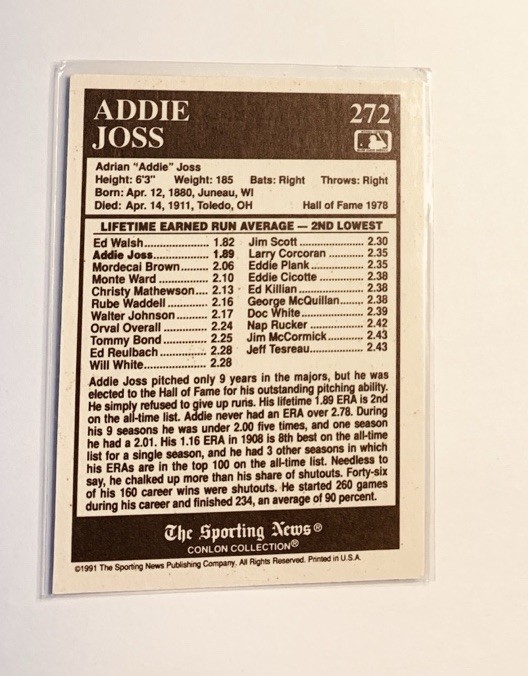 ADDIE
JOSS
272
Adrian "Addie" Joss
Height: 6'3" Weight: 185 Bats: Right Throws: Right
Born: Apr. 12, 1880, Juneau, WI
Died: Apr. 14, 1911, Toledo, OH Hall of Fame 1978
LIFETIME EARNED RUN AVERAGE — 2ND LOWEST
Ed Walsh 1.82
Addie Joss 1.89
Mordecai Brown 2.06
Monte Ward 2.10
Christy Mathewson 2.13
Rube Waddell 2.16
Walter Johnson 2.17
Orval Overall 2.24
Tommy Bond 2.25
Ed Reulbach 2.28
Will White 2.28
Jim Scott 2.30
Larry Corcoran 2.35
Eddie Plank 2.35
Eddie Cicotte 2.38
Ed Killian 2.38
George McQuillan 2.38
Doc White 2.39
Nap Rucker 2.42
Jim McCormick 2.43
Jeff Tesreau 2.43
Addie Joss pitched only 9 years in the majors, but he was
elected to the Hall of Fame for his outstanding pitching ability.
He simply refused to give up runs. His lifetime 1.89 ERA is 2nd
on the all-time list. Addie never had an ERA over 2.78. During
his 9 seasons he was under 2.00 five times, and one season
he had a 2.01. His 1.16 ERA in 1908 is 8th best on the all-time
list for a single season, and he had 3 other seasons in which
his ERAs are in the top 100 on the all-time list. Needless to
say, he chalked up more than his share of shutouts. Forty-six
of his 160 career wins were shutouts. He started 260 games
during his career and finished 234, an average of 90 percent.
The Sporting News®
CONLON COLLECTION®
©1991 The Sporting News Publishing Company. All Rights Reserved. Printed in U.S.A.